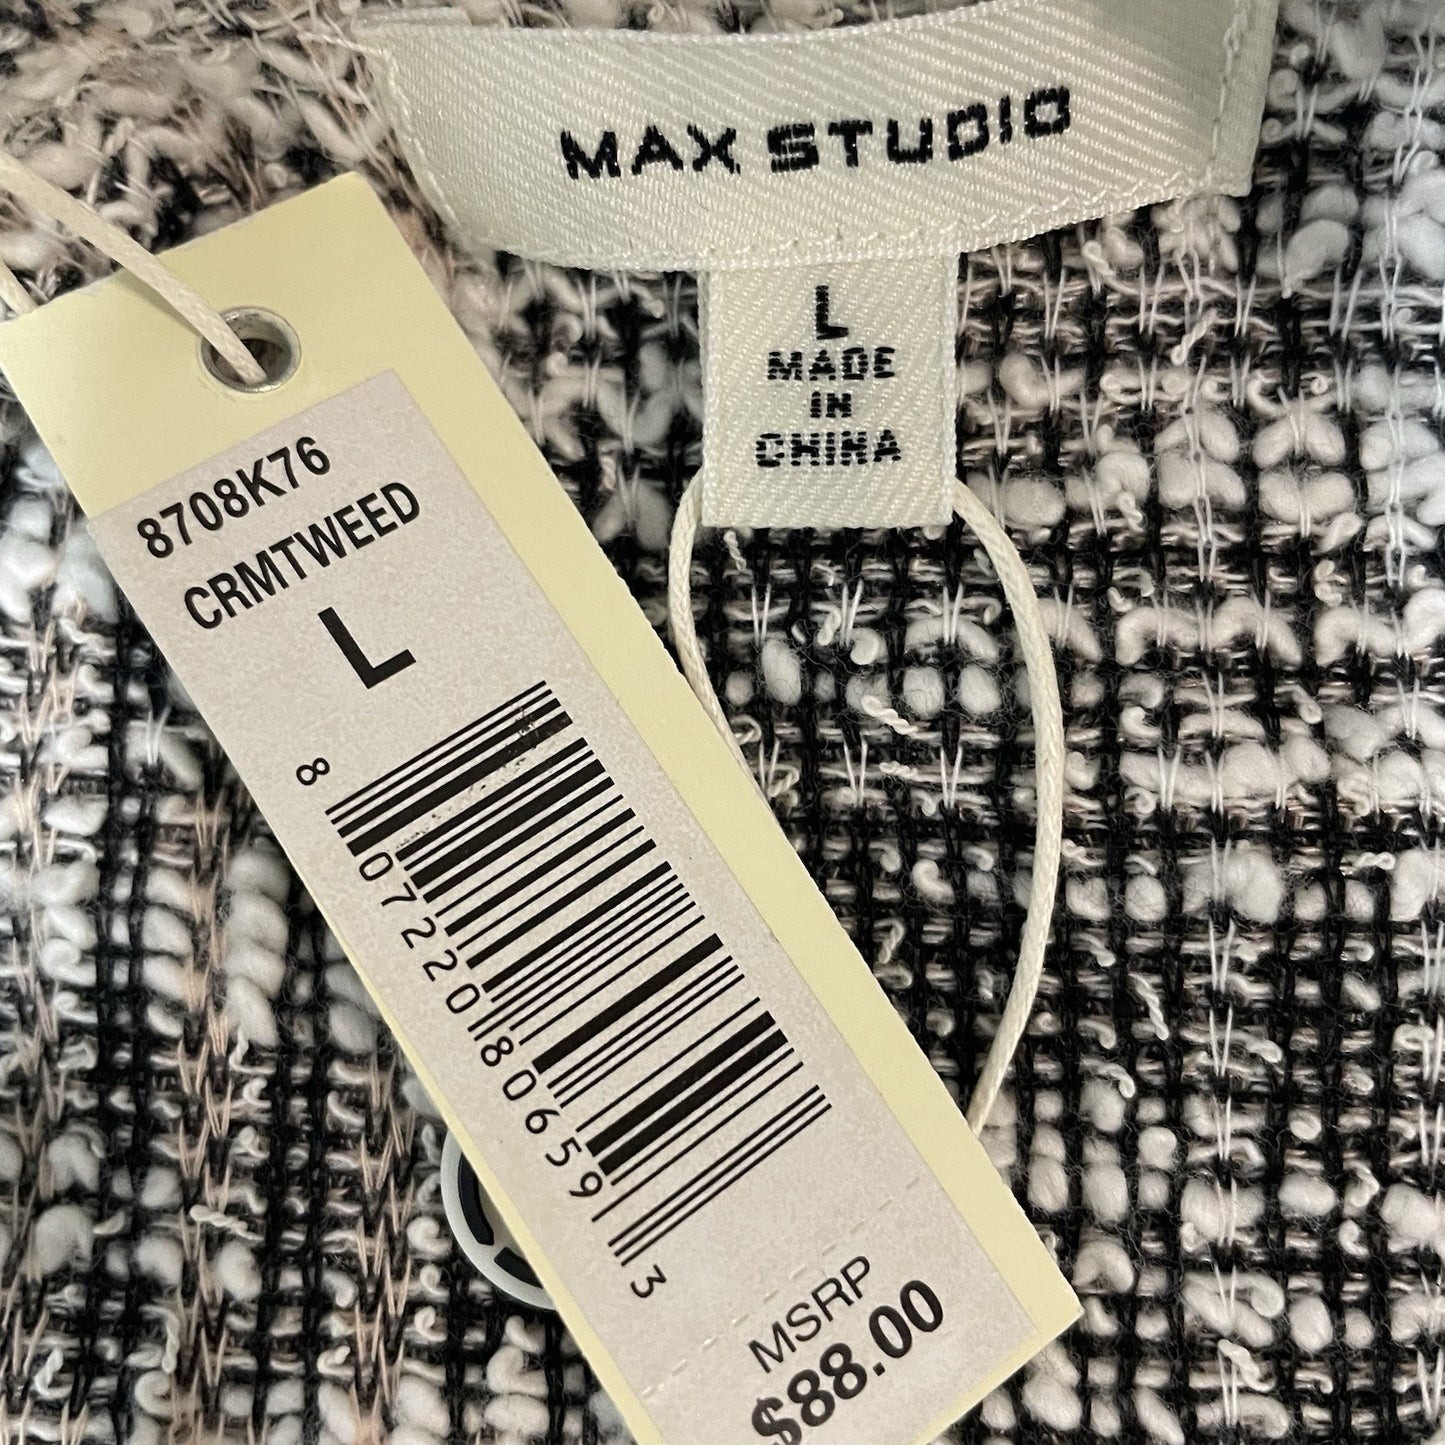 MAX STUDIO
L
MADE
IN
CHINA
8708K76
CRMTWEED
L
8 07220 80659 3
MSRP
$88.00